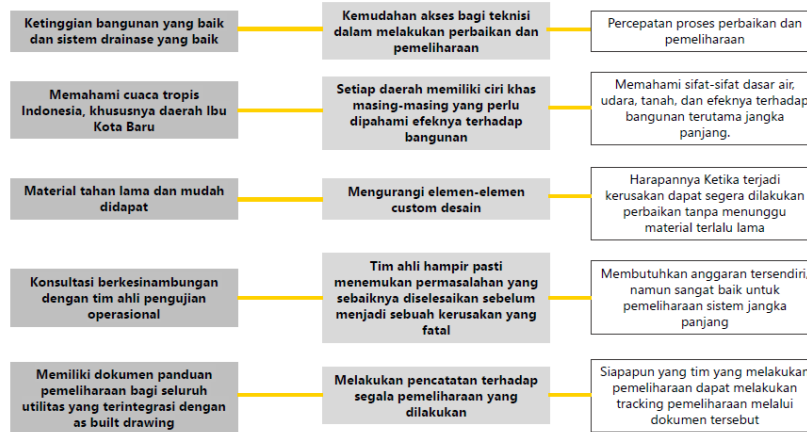 Ketinggian bangunan yang baik
dan sistem drainase yang baik
Kemudahan akses bagi teknisi
dalam melakukan perbaikan dan
pemeliharaan
Percepatan proses perbaikan dan
pemeliharaan
Memahami cuaca tropis
Indonesia, khususnya daerah Ibu
Kota Baru
Setiap daerah memiliki ciri khas
masing-masing yang perlu
dipahami efeknya terhadap
bangunan
Memahami sifat-sifat dasar air,
udara, tanah, dan efeknya terhadap
bangunan terutama jangka
panjang.
Material tahan lama dan mudah
didapat
Mengurangi elemen-elemen
custom desain
Harapannya Ketika terjadi
kerusakan dapat segera dilakukan
perbaikan tanpa menunggu
material terlalu lama
Konsultasi berkesinambungan
dengan tim ahli pengujian
operasional
Tim ahli hampir pasti
menemukan permasalahan yang
sebaiknya diselesaikan sebelum
menjadi sebuah kerusakan yang
fatal
Membutuhkan anggaran tersendiri,
namun sangat baik untuk
pemeliharaan sistem jangka
panjang
Memiliki dokumen panduan
pemeliharaan bagi seluruh
utilitas yang terintegrasi dengan
as built drawing
Melakukan pencatatan terhadap
segala pemeliharaan yang
dilakukan
Siapapun yang tim yang melakukan
pemeliharaan dapat melakukan
tracking pemeliharaan melalui
dokumen tersebut